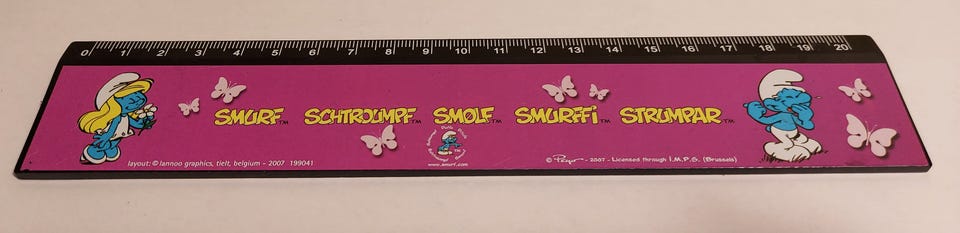 0 1 2 3 4 5 6 7 8 9 10 11 12 13 14 15 16 17 18 19 20
SMURF™ SCHTROUMPF™ SMØLF™ SMURFFi™ STRUMPAR™
layout: © lannoo graphics, tielt, belgium - 2007 199041
www.smurf.com
© Peyo - 2007 - Licensed through I.M.P.S. (Brussels)